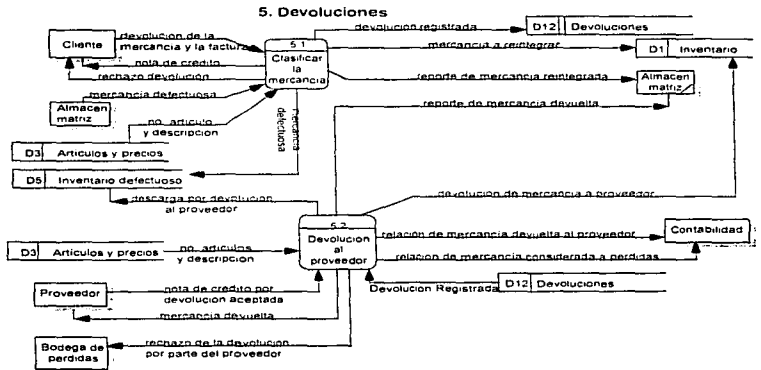 5. Devoluciones
devolucion registrada
D12 Devoluciones
Cliente
devolucion de la
mercancia y la factura
5.1
Clasificar
la
mercancia
mercancia a reintegrar
D1 Inventario
nota de credito
rechazo devolucion
reporte de mercancia reintegrada
Almacen
matriz
mercancia defectuosa
Almacen
matriz
reporte de mercancia devuelta
no. articulo
y descripcion
mercancia
defectuosa
D3 Articulos y precios
D5 Inventario defectuoso
descarga por devolucion
al proveedor
devolucion de mercancia a proveedor
5.2
Devolucion
al
proveedor
relacion de mercancia devuelta al proveedor
Contabilidad
D3 Articulos y precios
no. articulos
y descripcion
relacion de mercancia considerada a perdidas
Proveedor
nota de credito por
devolucion aceptada
Devolucion Registrada
D12 Devoluciones
mercancia devuelta
Bodega de
perdidas
rechazo de la devolucion
por parte del proveedor